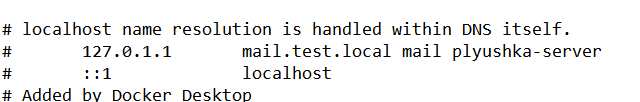 # localhost name resolution is handled within DNS itself.
#	127.0.1.1	mail.test.local mail plyushka-server
#	::1	localhost
# Added by Docker Desktop